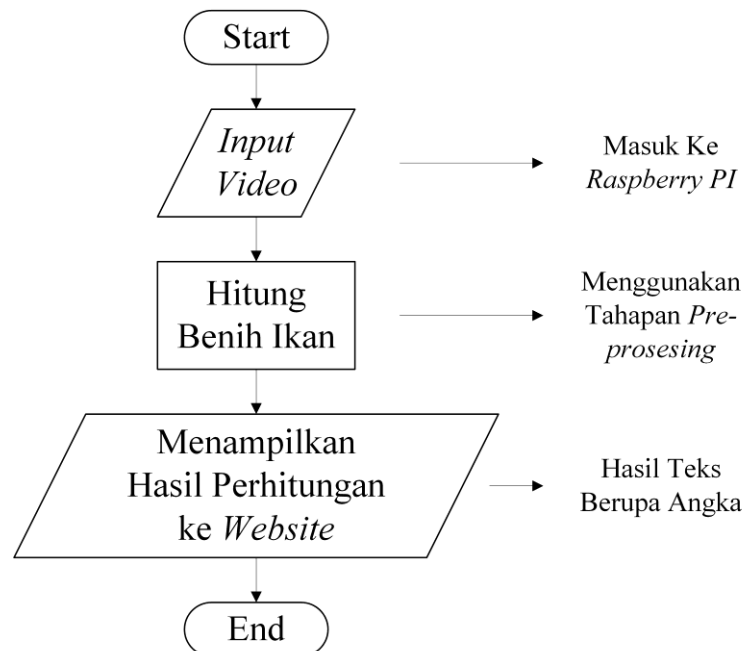 Start
Input
Video
Masuk Ke
Raspberry PI
Hitung
Benih Ikan
Menggunakan
Tahapan Pre-
prosesing
Menampilkan
Hasil Perhitungan
ke Website
Hasil Teks
Berupa Angka
End